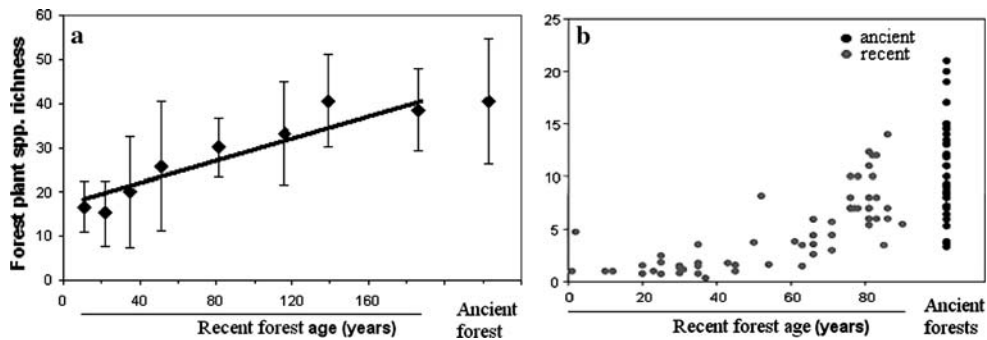 60
50
40
30
20
10
0
Forest plant spp. richness
a
0 40 80 120 160
Recent forest age (years)
Ancient
forest
b
ancient
recent
25
20
15
10
5
0
0 20 40 60 80
Recent forest age (years)
Ancient
forests